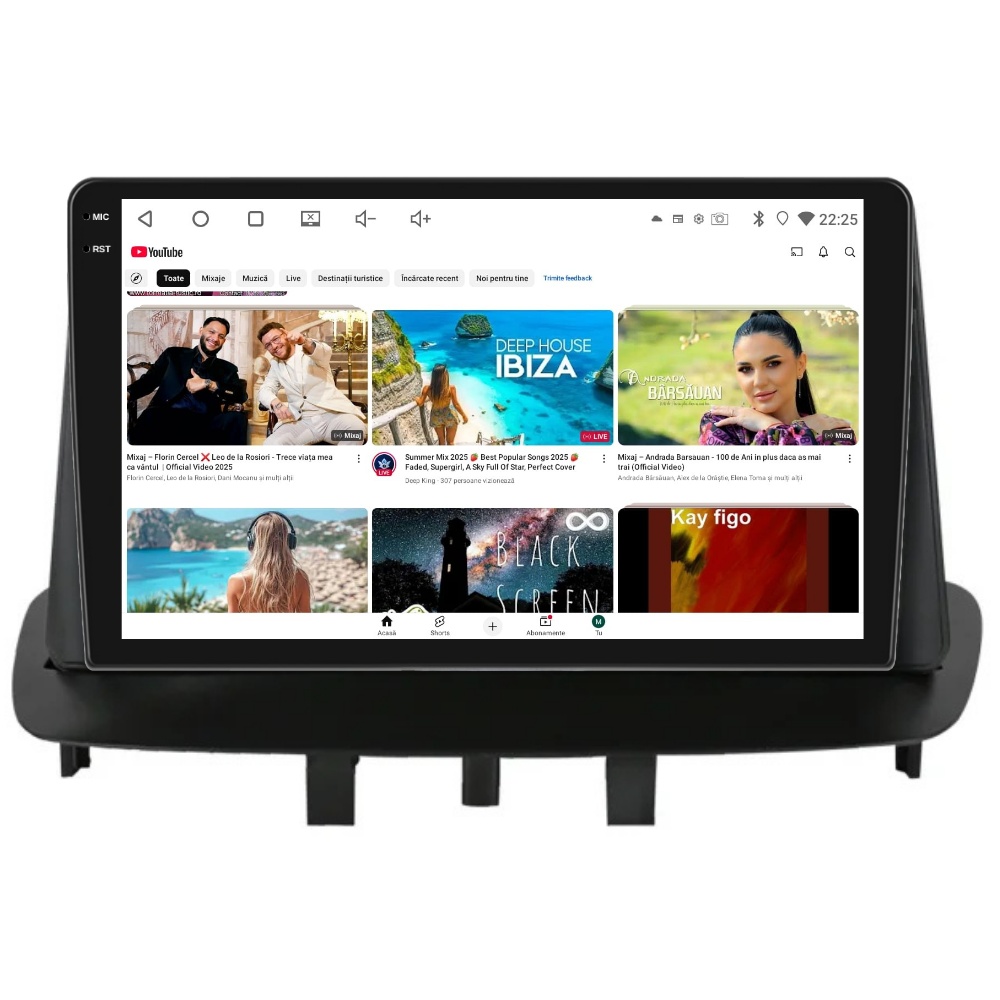 MIC
22:25
RST
YouTube
Toate
Mixaje
Muzică
Live
Destinații turistice
Încărcate recent
Noi pentru tine
Trimite feedback
DEEP HOUSE
IBIZA
ANDRADA
BÂRSĂUAN
Mixaj
LIVE
Mixaj
Mixaj – Florin Cercel ❌ Leo de la Rosiori - Trece viața mea
ca vântul | Official Video 2025
Florin Cercel, Leo de la Rosiori, Dani Mocanu și mulți alții
LIVE
Summer Mix 2025 🍓 Best Popular Songs 2025 🍓
Faded, Supergirl, A Sky Full Of Star, Perfect Cover
Deep King · 307 persoane vizionează
Mixaj – Andrada Barsauan - 100 de Ani in plus daca as mai
trai (Official Video)
Andrada Bârsăuan, Alex de la Orăștie, Elena Toma și mulți alții
BLACK
SCREEN
Kay figo
Acasă
Shorts
Abonamente
M
Tu